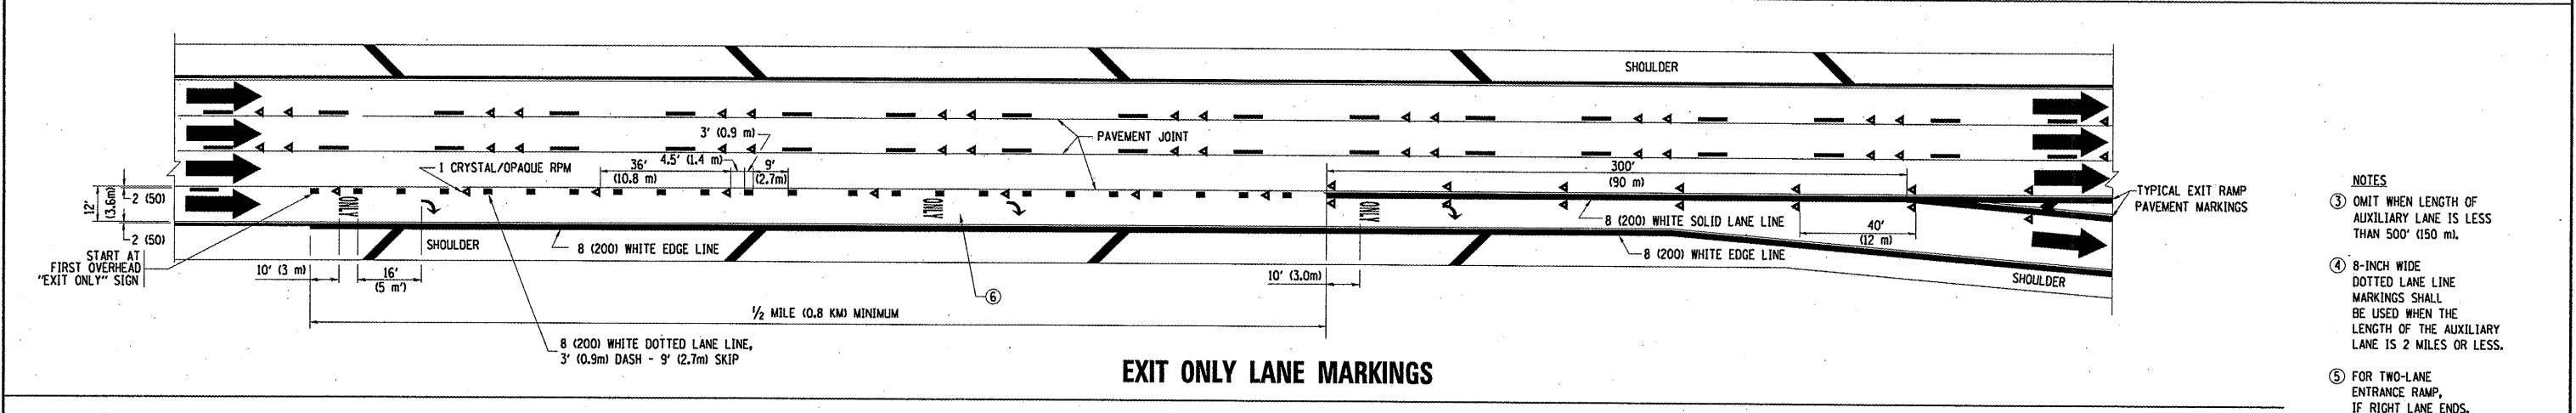 SHOULDER
3' (0.9 m)
PAVEMENT JOINT
1 CRYSTAL/OPAQUE RPM
36'
(10.8 m)
4.5' (1.4 m)
9'
(2.7m)
300'
(90 m)
12'
(3.6m)
2 (50)
2 (50)
ONLY
ONLY
ONLY
TYPICAL EXIT RAMP
PAVEMENT MARKINGS
SHOULDER
8 (200) WHITE EDGE LINE
8 (200) WHITE SOLID LANE LINE
40'
(12 m)
8 (200) WHITE EDGE LINE
SHOULDER
START AT
FIRST OVERHEAD
"EXIT ONLY" SIGN
10' (3 m)
16'
(5 m')
10' (3.0m)
6
1/2 MILE (0.8 KM) MINIMUM
8 (200) WHITE DOTTED LANE LINE,
3' (0.9m) DASH - 9' (2.7m) SKIP
EXIT ONLY LANE MARKINGS
NOTES
3 OMIT WHEN LENGTH OF
AUXILIARY LANE IS LESS
THAN 500' (150 m).
4 8-INCH WIDE
DOTTED LANE LINE
MARKINGS SHALL
BE USED WHEN THE
LENGTH OF THE AUXILIARY
LANE IS 2 MILES OR LESS.
5 FOR TWO-LANE
ENTRANCE RAMP,
IF RIGHT LANE ENDS,